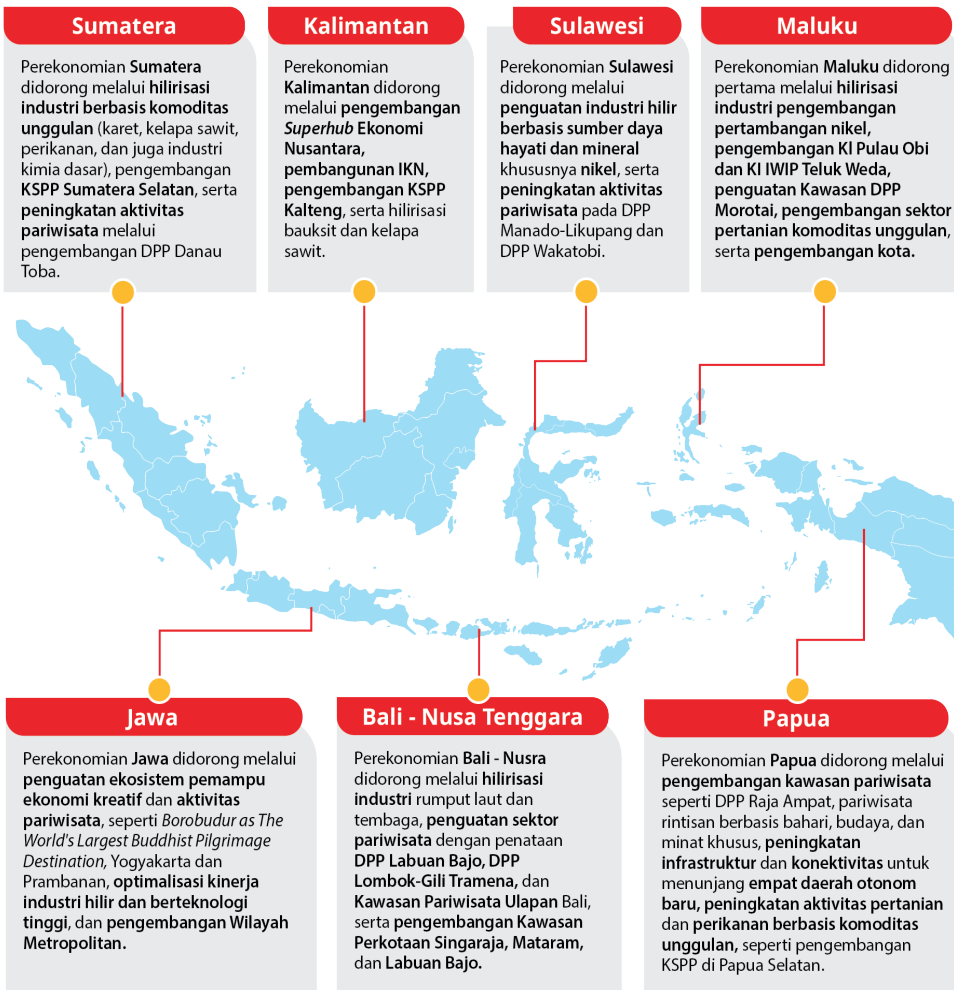 Sumatera
Perekonomian Sumatera
didorong melalui hilirisasi
industri berbasis komoditas
unggulan (karet, kelapa sawit,
perikanan, dan juga industri
kimia dasar), pengembangan
KSPP Sumatera Selatan, serta
peningkatan aktivitas
pariwisata melalui
pengembangan DPP Danau
Toba.
Kalimantan
Perekonomian
Kalimantan didorong
melalui pengembangan
Superhub Ekonomi
Nusantara,
pembangunan IKN,
pengembangan KSPP
Kalteng, serta hilirisasi
bauksit dan kelapa
sawit.
Sulawesi
Perekonomian Sulawesi
didorong melalui
penguatan industri hilir
berbasis sumber daya
hayati dan mineral
khususnya nikel, serta
peningkatan aktivitas
pariwisata pada DPP
Manado-Likupang dan
DPP Wakatobi.
Maluku
Perekonomian Maluku didorong
pertama melalui hilirisasi
industri pengembangan
pertambangan nikel,
pengembangan KI Pulau Obi
dan KI IWIP Teluk Weda,
penguatan Kawasan DPP
Morotai, pengembangan sektor
pertanian komoditas unggulan,
serta pengembangan kota.
Jawa
Perekonomian Jawa didorong melalui
penguatan ekosistem pemampu
ekonomi kreatif dan aktivitas
pariwisata, seperti Borobudur as The
World's Largest Buddhist Pilgrimage
Destination, Yogyakarta dan
Prambanan, optimalisasi kinerja
industri hilir dan berteknologi
tinggi, dan pengembangan Wilayah
Metropolitan.
Bali - Nusa Tenggara
Perekonomian Bali - Nusra
didorong melalui hilirisasi
industri rumput laut dan
tembaga, penguatan sektor
pariwisata dengan penataan
DPP Labuan Bajo, DPP
Lombok-Gili Tramena, dan
Kawasan Pariwisata Ulapan Bali,
serta pengembangan Kawasan
Perkotaan Singaraja, Mataram,
dan Labuan Bajo.
Papua
Perekonomian Papua didorong melalui
pengembangan kawasan pariwisata
seperti DPP Raja Ampat, pariwisata
rintisan berbasis bahari, budaya, dan
minat khusus, peningkatan
infrastruktur dan konektivitas untuk
menunjang empat daerah otonom
baru, peningkatan aktivitas pertanian
dan perikanan berbasis komoditas
unggulan, seperti pengembangan
KSPP di Papua Selatan.